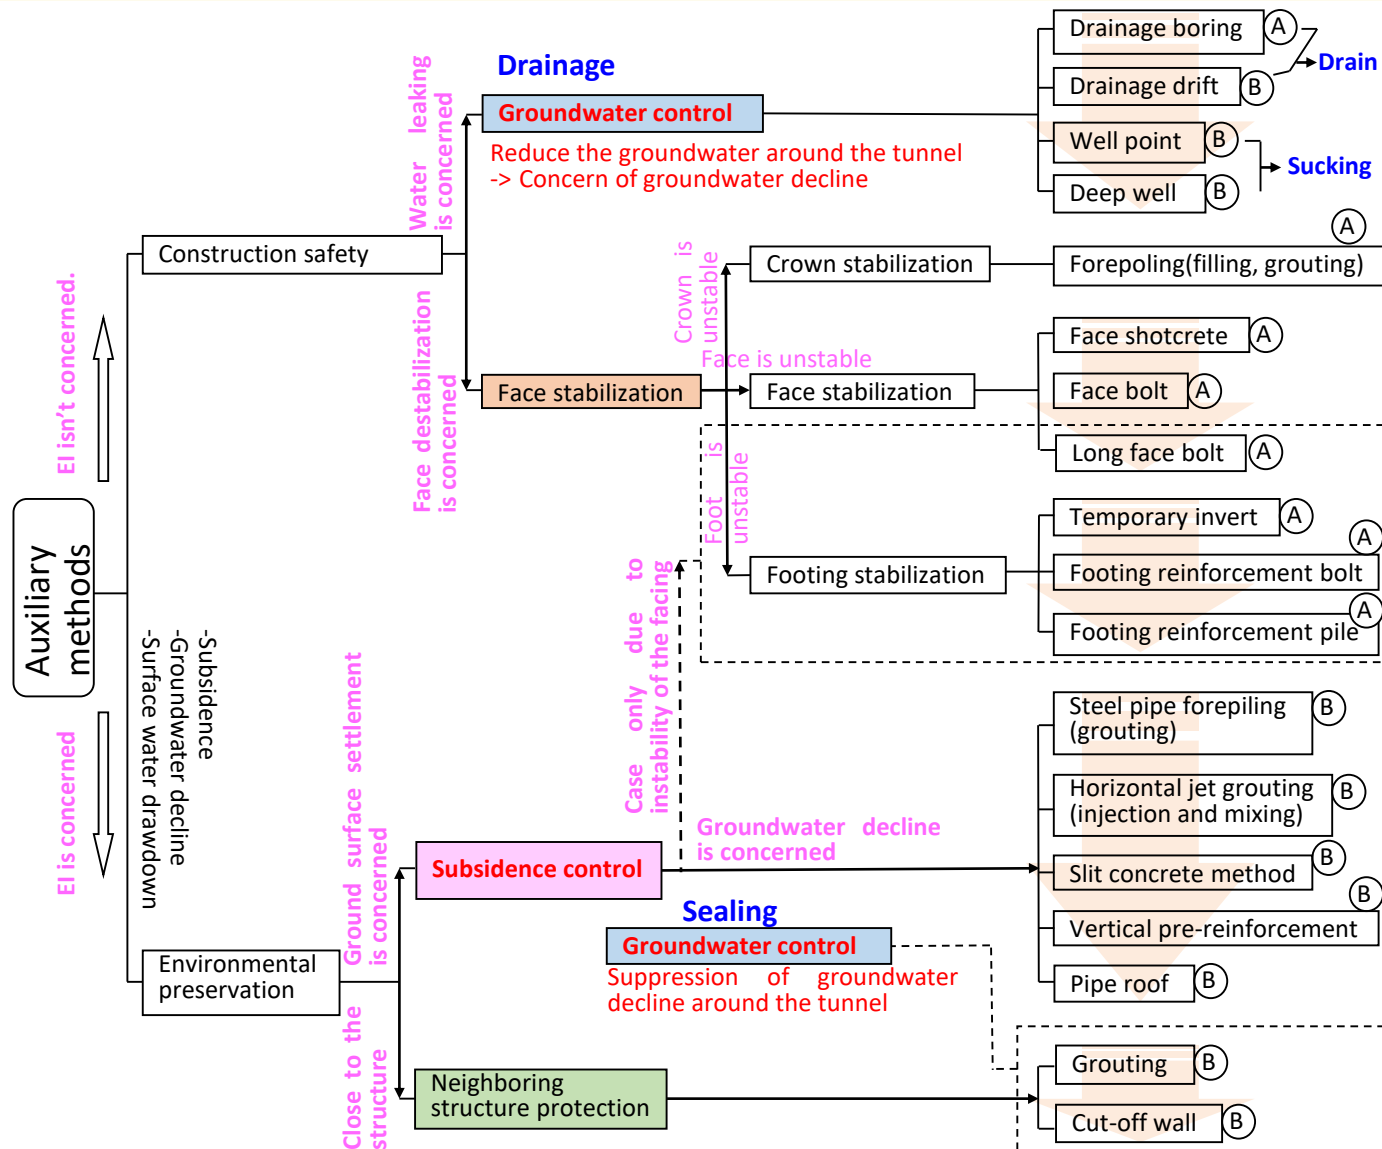 Auxiliary
methods
EI isn't concerned.
EI is concerned
-Subsidence
-Groundwater decline
-Surface water drawdown
Construction safety
Water leaking
is concerned
Face destabilization
is concerned
Drainage
Groundwater control
Reduce the groundwater around the tunnel
-> Concern of groundwater decline
Drainage boring A
Drainage drift B
Drain
Well point B
Deep well B
Sucking
Face stabilization
Crown is
unstable
Crown stabilization
A
Forepoling(filling, grouting)
Face is unstable
Face stabilization
Face shotcrete A
Face bolt A
Long face bolt A
Foot is
unstable
Footing stabilization
Temporary invert A
A
Footing reinforcement bolt
A
Footing reinforcement pile
Case only due to
instability of the facing
Environmental
preservation
Ground surface settlement
is concerned
Close to the
structure
Subsidence control
Groundwater decline
is concerned
Steel pipe forepiling
(grouting)
B
Horizontal jet grouting
(injection and mixing)
B
Slit concrete method B
B
Vertical pre-reinforcement
Pipe roof B
Sealing
Groundwater control
Suppression of groundwater
decline around the tunnel
Neighboring
structure protection
Grouting B
Cut-off wall B